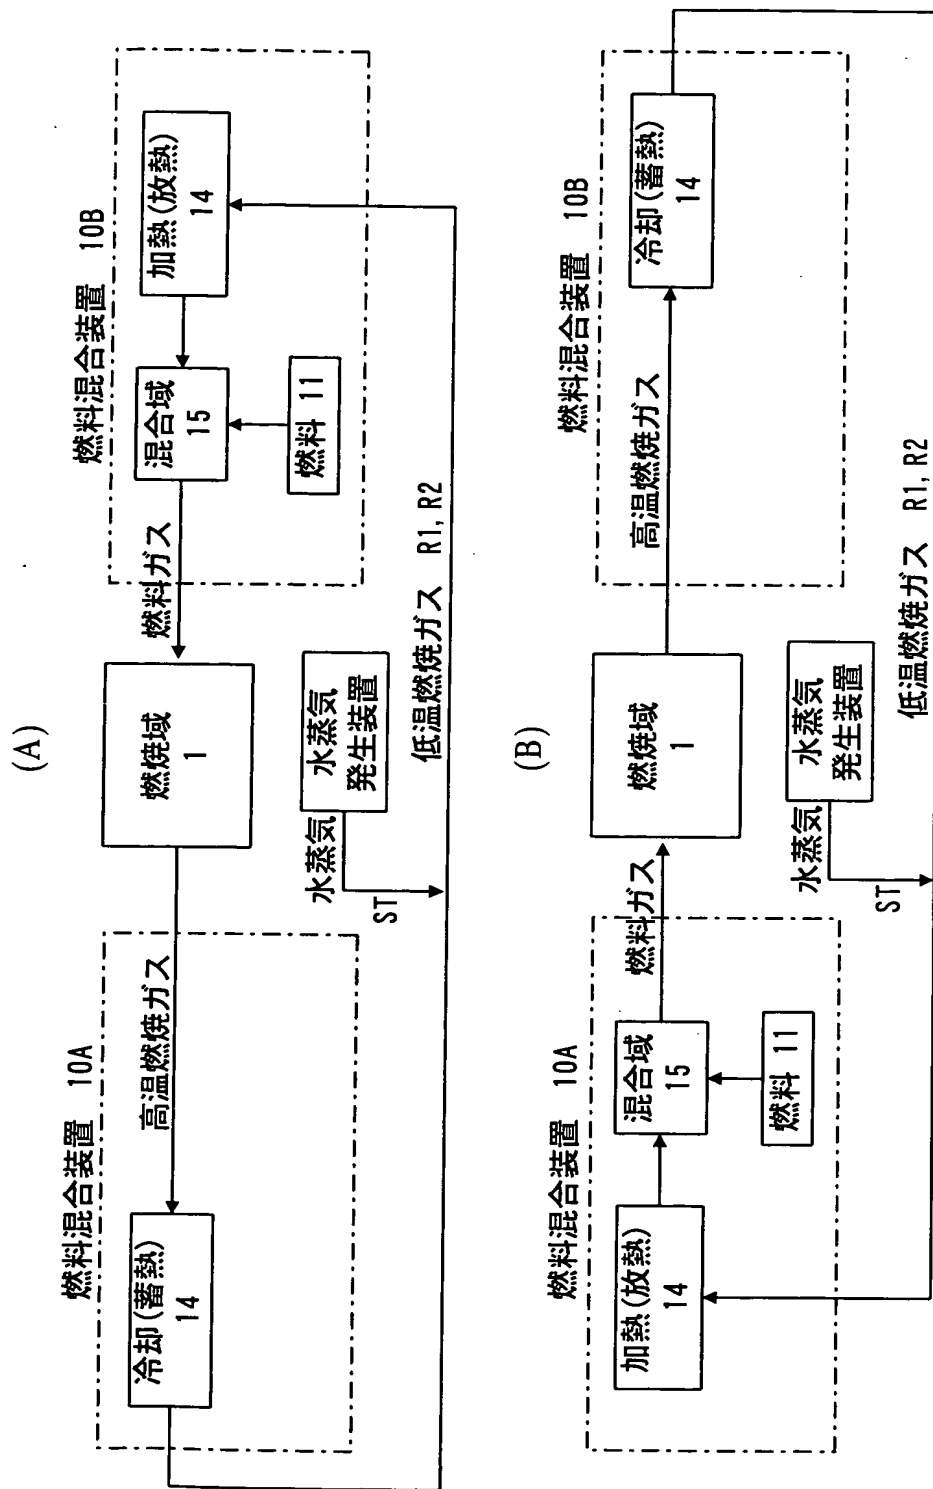 (A)
燃料混合装置 10A
冷却(蓄熱)
14
高温燃焼ガス
燃焼域
1
燃料ガス
燃料混合装置 10B
混合域
15
加熱(放熱)
14
燃料 11
水蒸気
ST
水蒸気
発生装置
低温燃焼ガス R1, R2
(B)
燃料混合装置 10A
加熱(放熱)
14
混合域
15
燃料 11
燃料ガス
燃焼域
1
高温燃焼ガス
燃料混合装置 10B
冷却(蓄熱)
14
水蒸気
ST
水蒸気
発生装置
低温燃焼ガス R1, R2